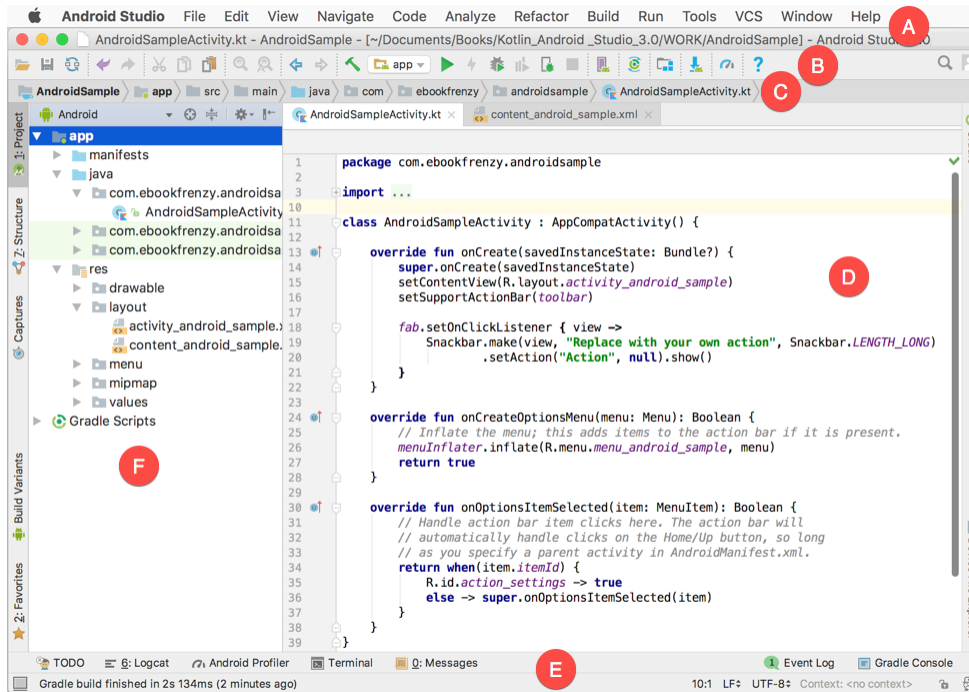 Android Studio File Edit View Navigate Code Analyze Refactor Build Run Tools VCS Window Help
A
AndroidSampleActivity.kt - AndroidSample - [~/Documents/Books/Kotlin_Android _Studio_3.0/WORK/AndroidSample] - Android
app
B
AndroidSample app src main java com ebookfrenzy androidsample AndroidSampleActivity.kt
C
1: Project
Z: Structure
Captures
Build Variants
2: Favorites
Android
app
manifests
java
com.ebookfrenzy.androidsa
AndroidSampleActivity
com.ebookfrenzy.androidsa
com.ebookfrenzy.androidsa
res
drawable
layout
activity_android_sample.x
content_android_sample.
menu
mipmap
values
Gradle Scripts
F
AndroidSampleActivity.kt content_android_sample.xml
1 package com.ebookfrenzy.androidsample
2
3 import ...
10
11 class AndroidSampleActivity : AppCompatActivity() {
12
13 override fun onCreate(savedInstanceState: Bundle?) {
14 super.onCreate(savedInstanceState)
15 setContentView(R.layout.activity_android_sample)
16 setSupportActionBar(toolbar)
17
18 fab.setOnClickListener { view ->
19 Snackbar.make(view, "Replace with your own action", Snackbar.LENGTH_LONG)
20 .setAction("Action", null).show()
21 }
22 }
23
24 override fun onCreateOptionsMenu(menu: Menu): Boolean {
25 // Inflate the menu; this adds items to the action bar if it is present.
26 menuInflater.inflate(R.menu.menu_android_sample, menu)
27 return true
28 }
29
30 override fun onOptionsItemSelected(item: MenuItem): Boolean {
31 // Handle action bar item clicks here. The action bar will
32 // automatically handle clicks on the Home/Up button, so long
33 // as you specify a parent activity in AndroidManifest.xml.
34 return when(item.itemId) {
35 R.id.action_settings -> true
36 else -> super.onOptionsItemSelected(item)
37 }
38 }
39 }
D
TODO 6: Logcat Android Profiler Terminal 0: Messages
E
1 Event Log Gradle Console
Gradle build finished in 2s 134ms (2 minutes ago)
10:1 LF UTF-8 Context: <no context>